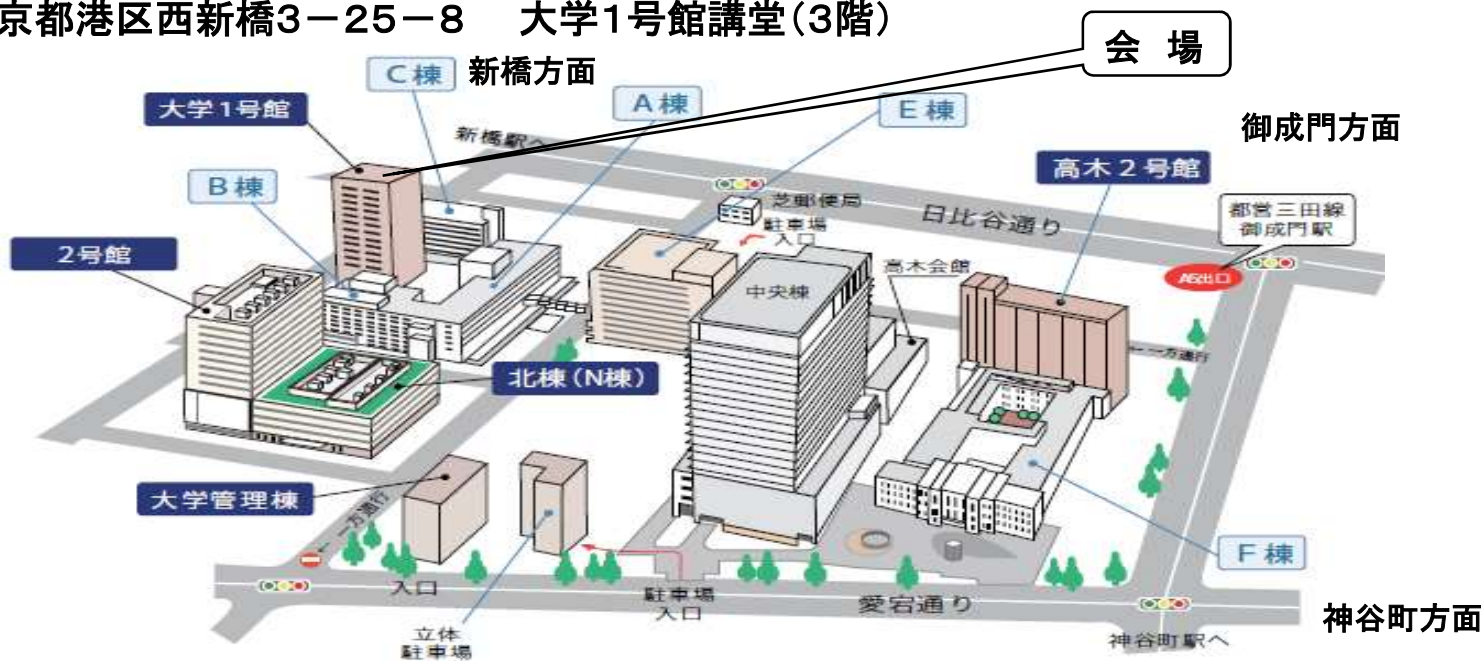 京都港区西新橋3－25－8　大学1号館講堂(3階)
会 場
C棟
新橋方面
大学1号館
A棟
E棟
御成門方面
新橋駅へ
高木2号館
B棟
芝郵便局
日比谷通り
都営三田線
御成門駅
駐車場
入口
2号館
高木会館
A5出口
中央棟
一方通行
北棟(N棟)
大学管理棟
一方通行
F棟
入口
駐車場
入口
愛宕通り
神谷町方面
立体
駐車場
神谷町駅へ